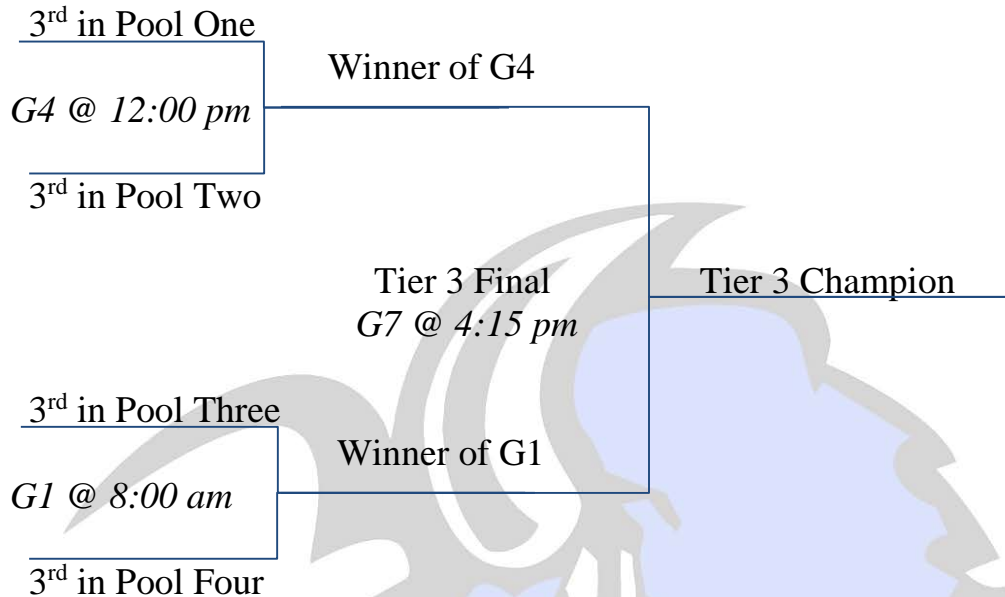 3rd in Pool One
Winner of G4
G4 @ 12:00 pm
3rd in Pool Two
Tier 3 Final
Tier 3 Champion
G7 @ 4:15 pm
3rd in Pool Three
Winner of G1
G1 @ 8:00 am
3rd in Pool Four